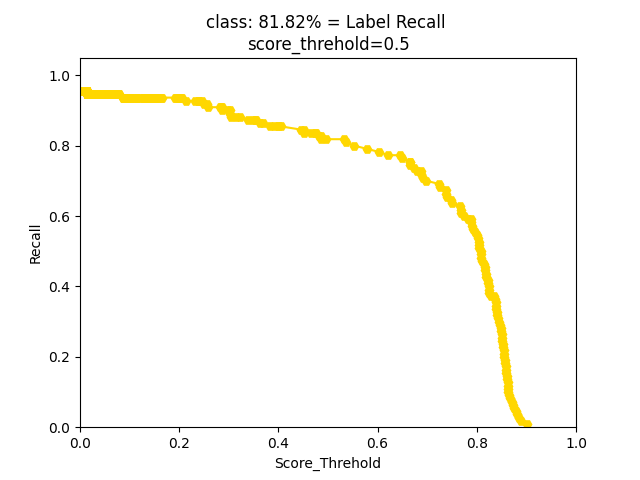 class: 81.82% = Label Recall
score_threhold=0.5
1.0
0.8
0.6
0.4
0.2
0.0
Recall
0.0 0.2 0.4 0.6 0.8 1.0
Score_Threhold